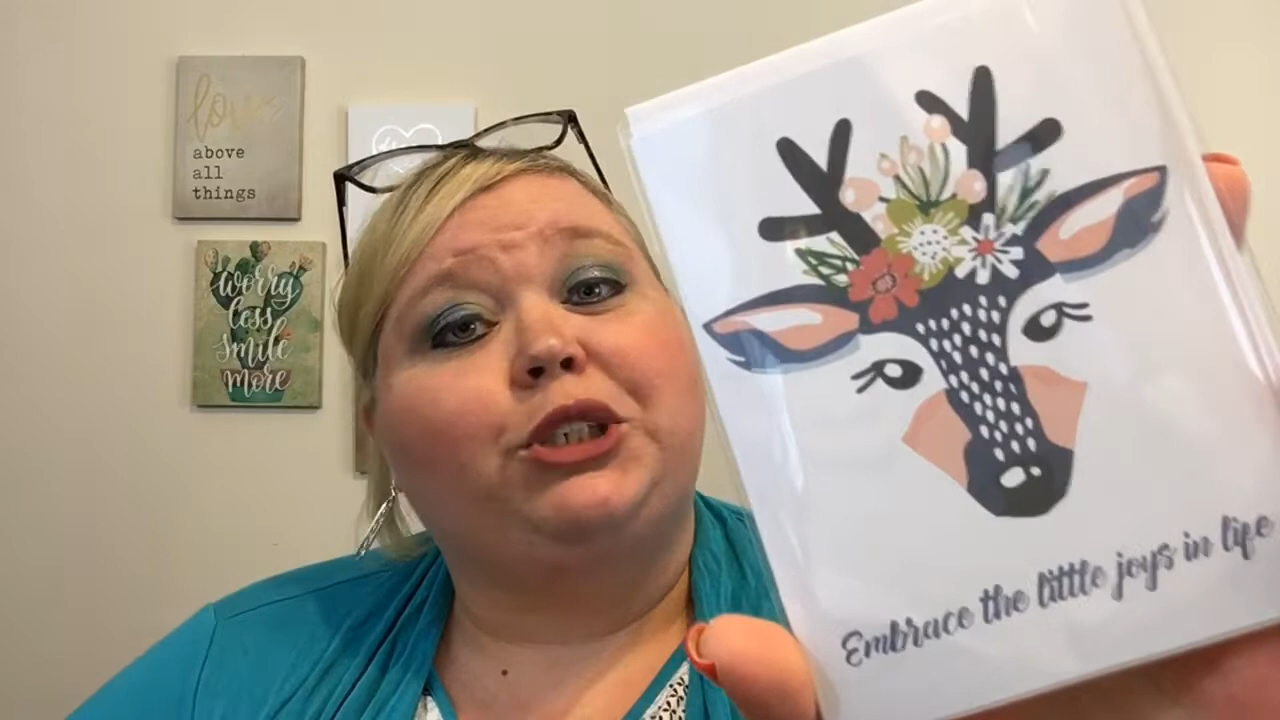 love
above
all
things
worry
less
smile
more
Embrace the little joys in life